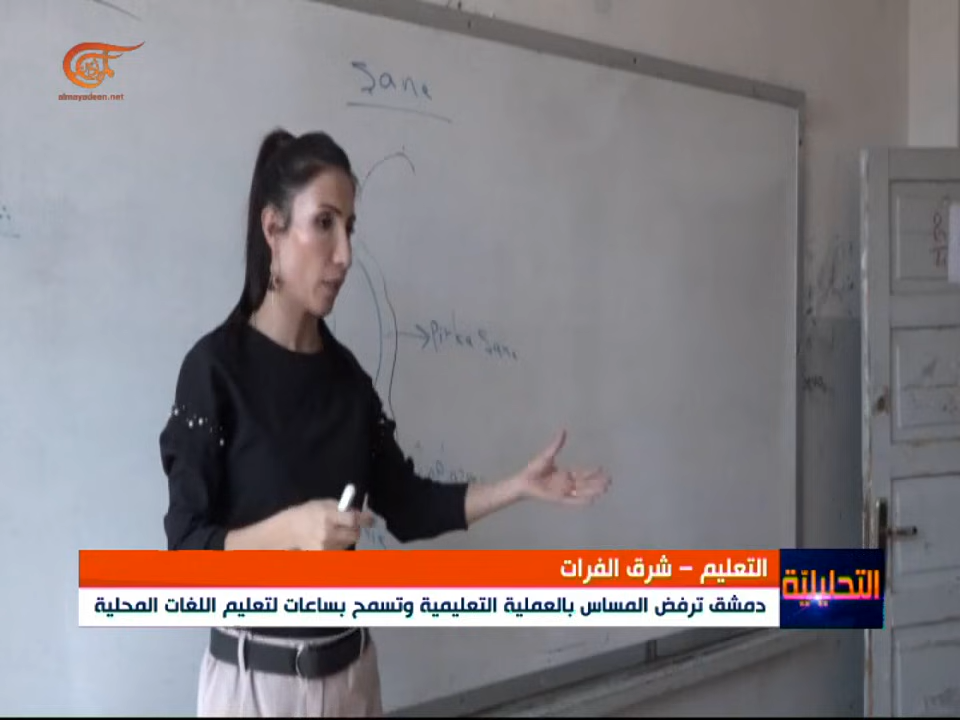 almayadeen.net
Sane
Pirka Sane
التعليم – شرق الفرات
التحليلية
دمشق ترفض المساس بالعملية التعليمية وتسمح بساعات لتعليم اللغات المحلية